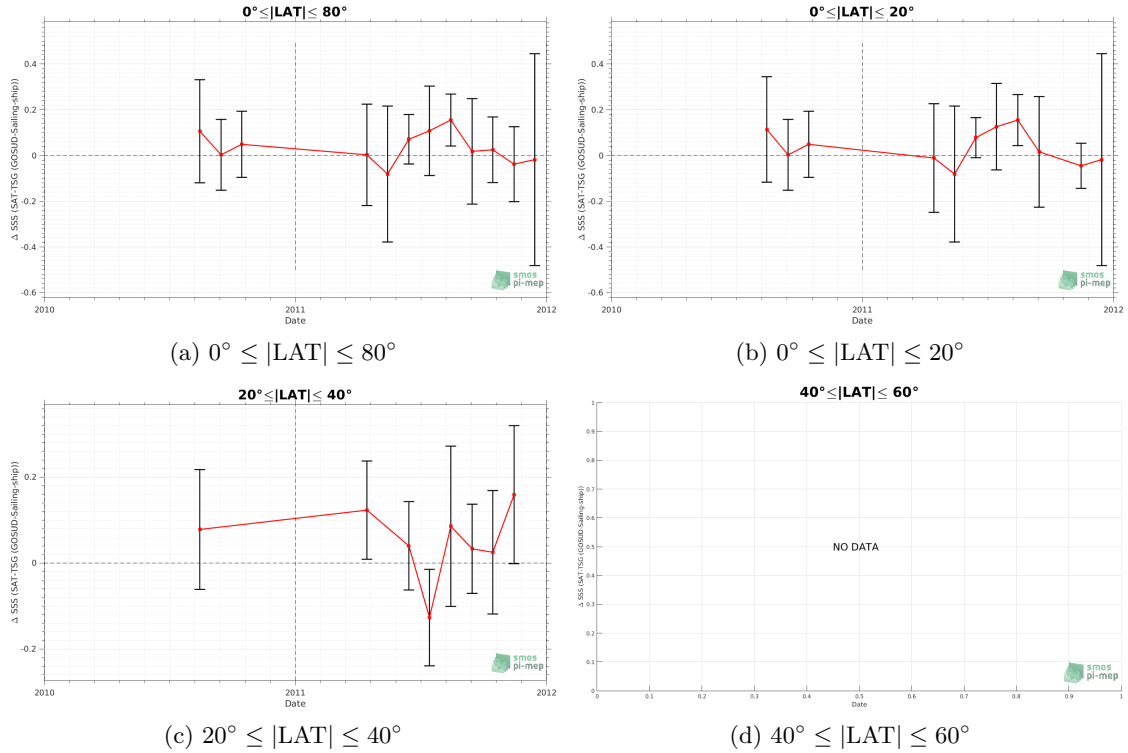 0°≤|LAT|≤ 80°
Δ SSS (SAT-TSG (GOSUD-Sailing-ship))
0.4
0.2
0
-0.2
-0.4
-0.6
2010
2011
2012
Date
smos
pi-mep
(a) 0° ≤ |LAT| ≤ 80°
0°≤|LAT|≤ 20°
Δ SSS (SAT-TSG (GOSUD-Sailing-ship))
0.4
0.2
0
-0.2
-0.4
-0.6
2010
2011
2012
Date
smos
pi-mep
(b) 0° ≤ |LAT| ≤ 20°
20°≤|LAT|≤ 40°
Δ SSS (SAT-TSG (GOSUD-Sailing-ship))
0.2
0
-0.2
2010
2011
2012
Date
smos
pi-mep
(c) 20° ≤ |LAT| ≤ 40°
40°≤|LAT|≤ 60°
Δ SSS (SAT-TSG (GOSUD-Sailing-ship))
1
0.9
0.8
0.7
0.6
0.5
0.4
0.3
0.2
0.1
0
NO DATA
0 0.1 0.2 0.3 0.4 0.5 0.6 0.7 0.8 0.9 1
Date
smos
pi-mep
(d) 40° ≤ |LAT| ≤ 60°